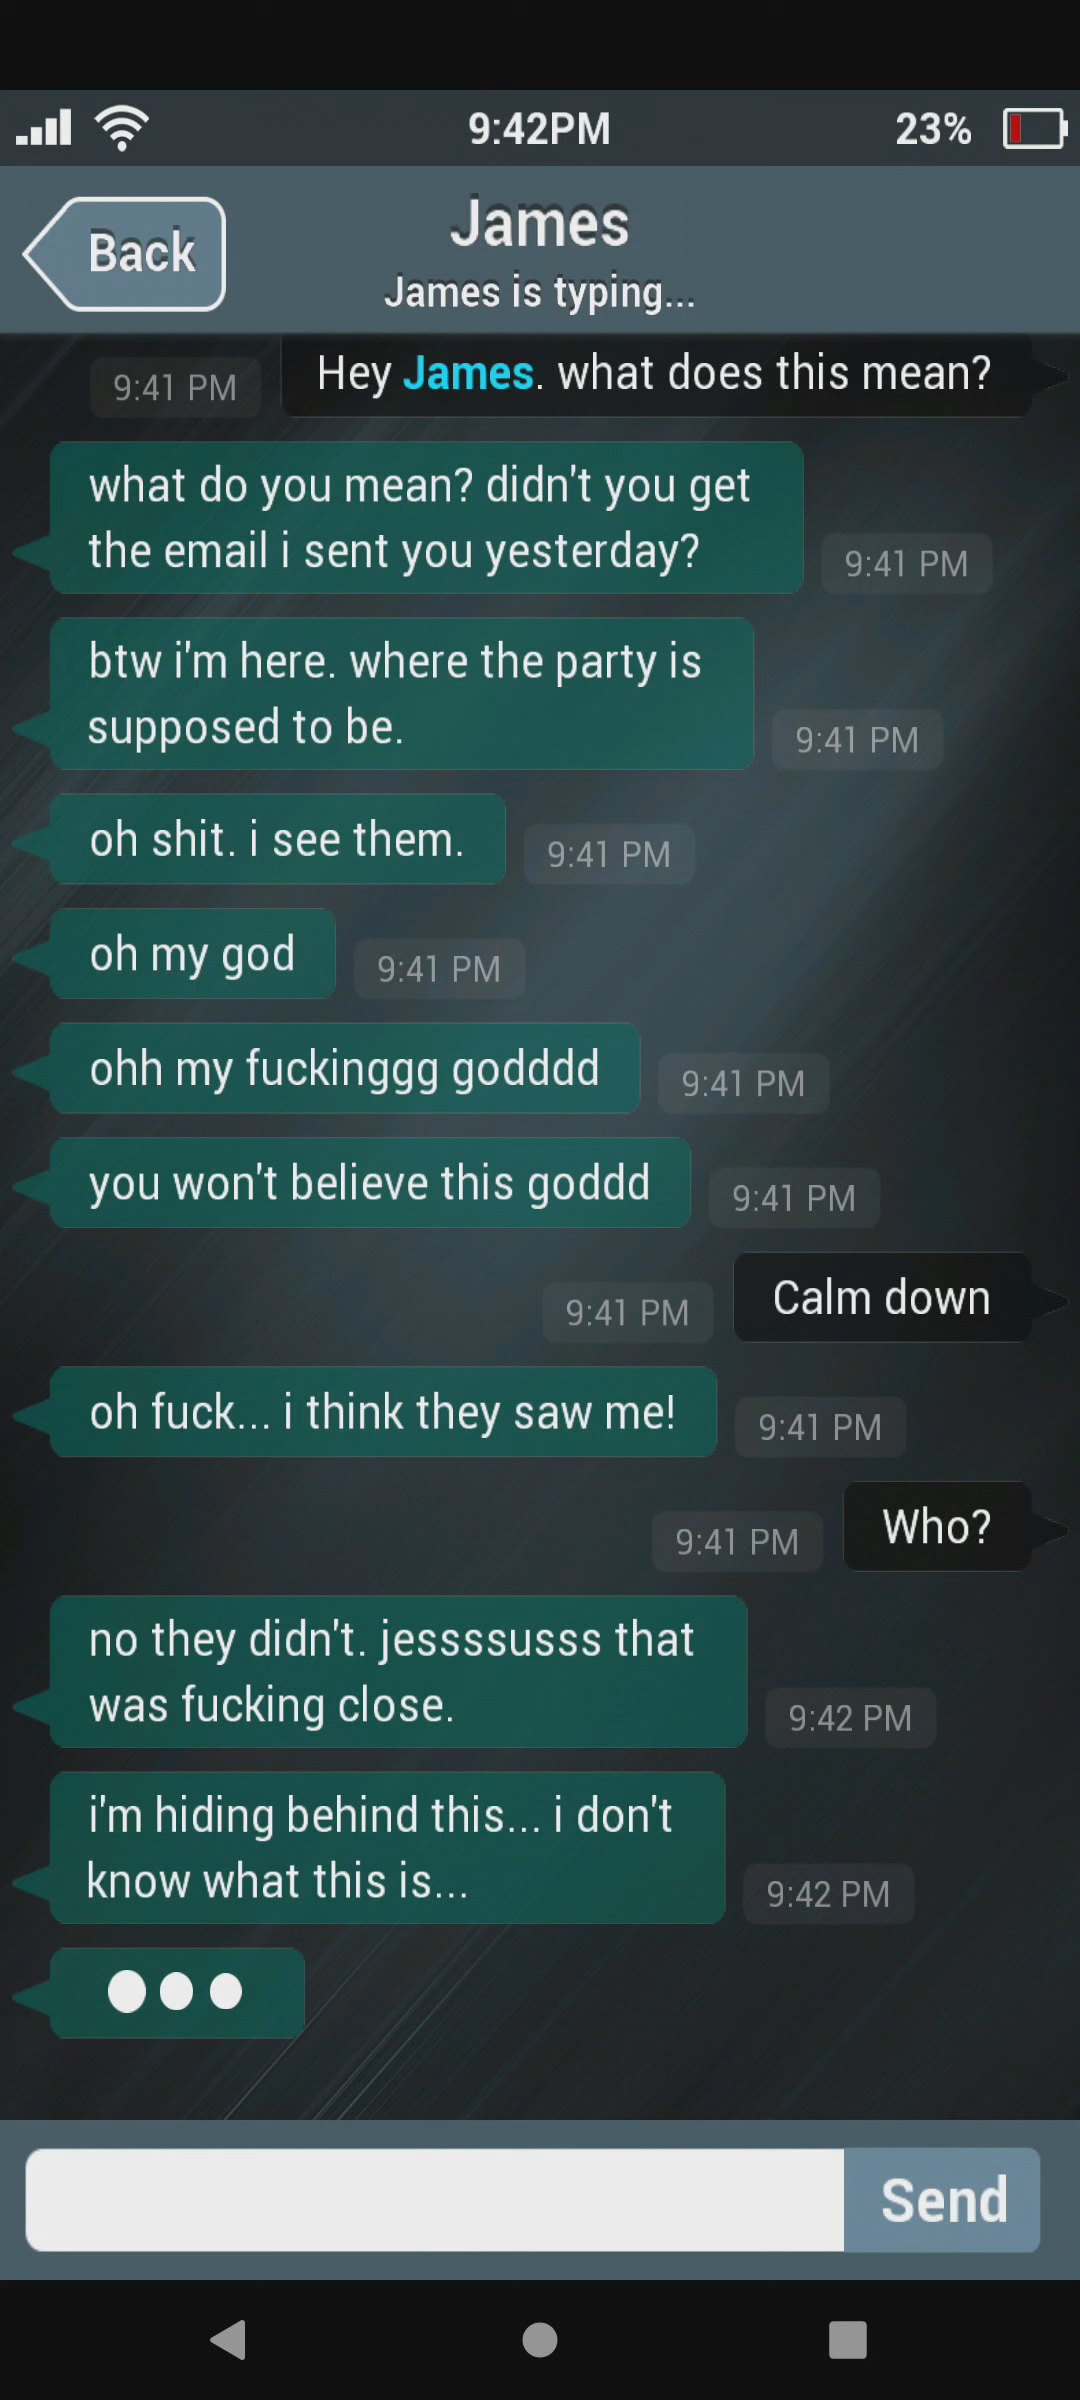 9:42PM
23%
Back
James
James is typing...
9:41 PM
Hey James. what does this mean?
what do you mean? didn't you get
the email i sent you yesterday?
9:41 PM
btw i'm here. where the party is
supposed to be.
9:41 PM
oh shit. i see them.
9:41 PM
oh my god
9:41 PM
ohh my fuckinggg godddd
9:41 PM
you won't believe this goddd
9:41 PM
9:41 PM
Calm down
oh fuck... i think they saw me!
9:41 PM
9:41 PM
Who?
no they didn't. jessssusss that
was fucking close.
9:42 PM
i'm hiding behind this... i don't
know what this is...
9:42 PM
Send